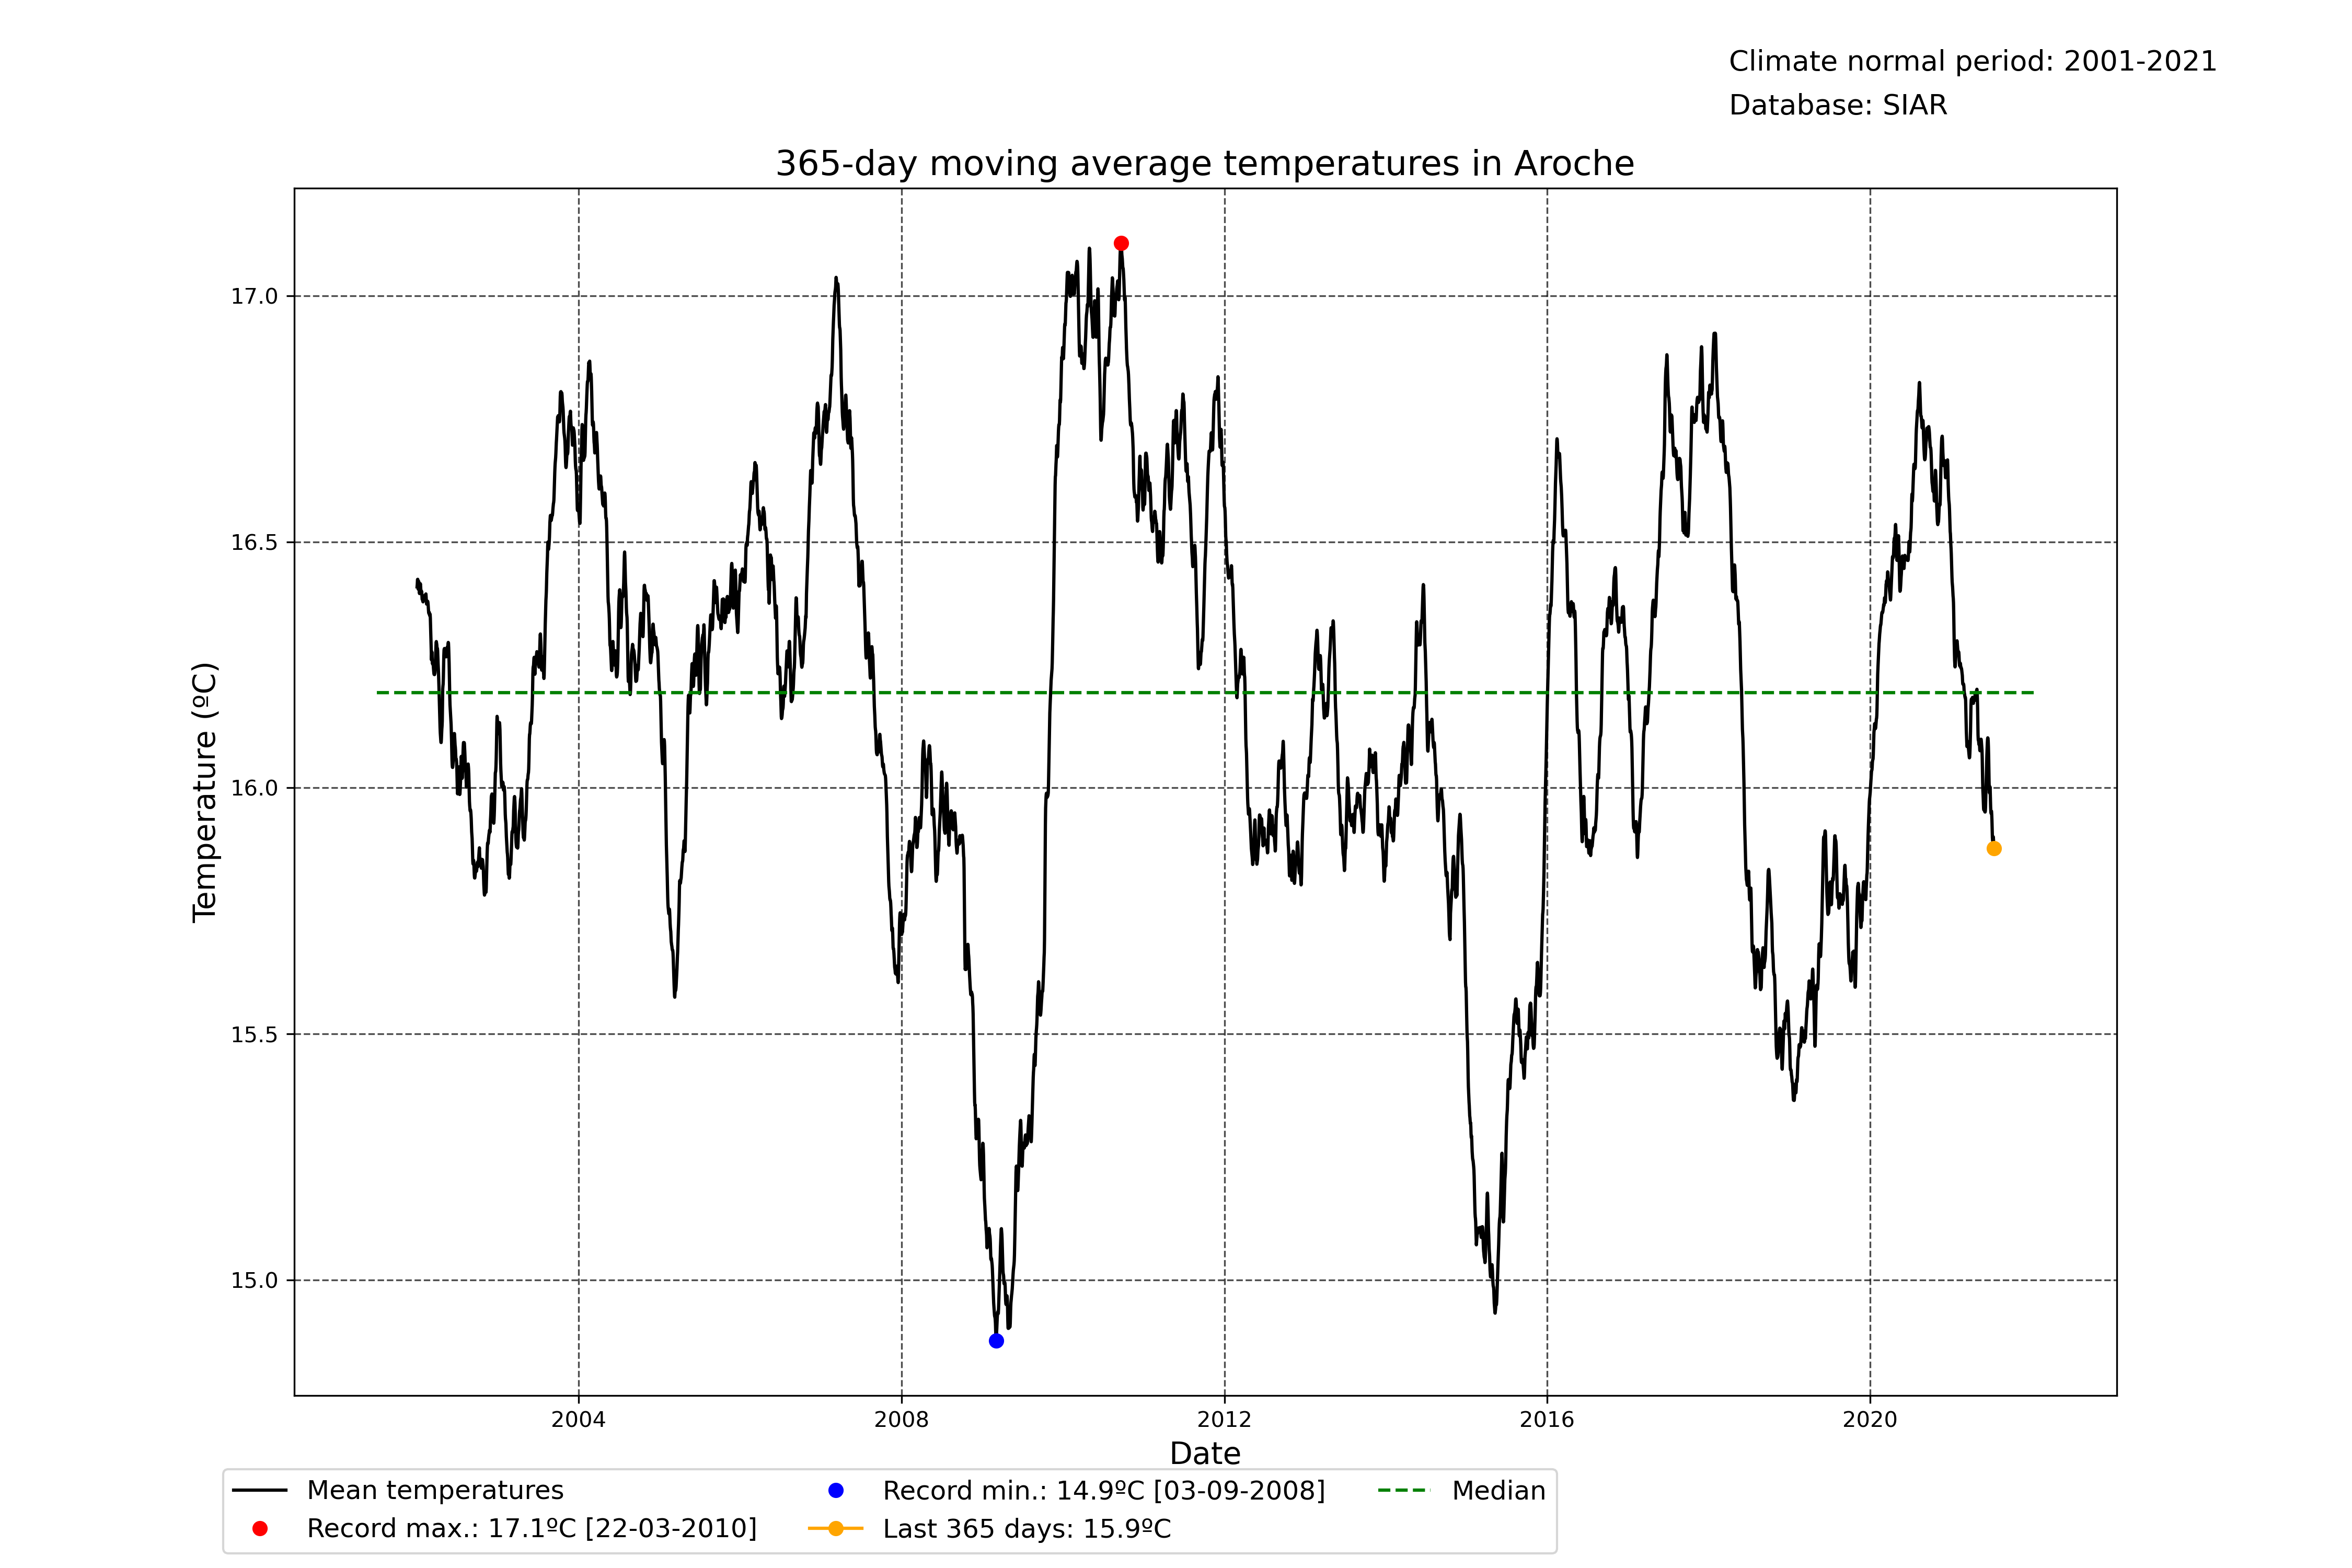 Climate normal period: 2001-2021
Database: SIAR
365-day moving average temperatures in Aroche
17.0
16.5
16.0
15.5
15.0
Temperature (ºC)
2004 2008 2012 2016 2020
Date
Mean temperatures
Record max.: 17.1ºC [22-03-2010]
Record min.: 14.9ºC [03-09-2008]
Last 365 days: 15.9ºC
Median